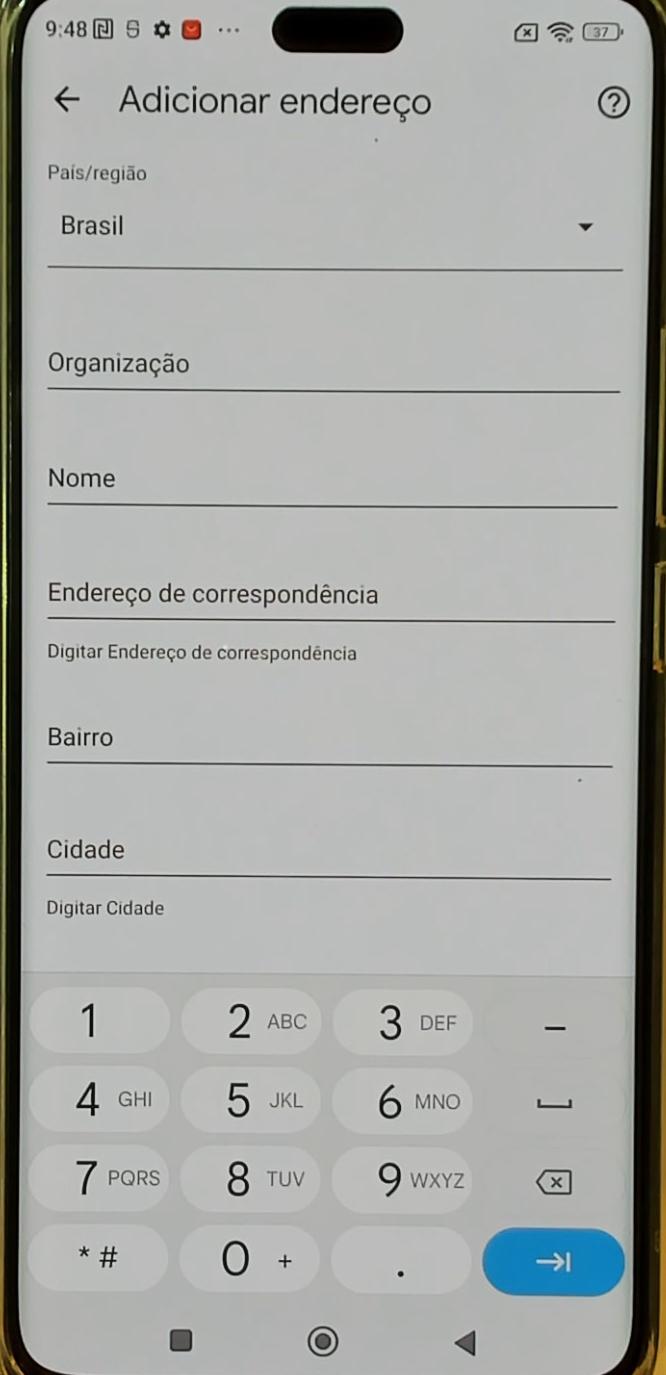 9:48 37
Adicionar endereço ?
País/região
Brasil
Organização
Nome
Endereço de correspondência
Digitar Endereço de correspondência
Bairro
Cidade
Digitar Cidade
1 2 ABC 3 DEF –
4 GHI 5 JKL 6 MNO
7 PQRS 8 TUV 9 WXYZ
* # 0 + .